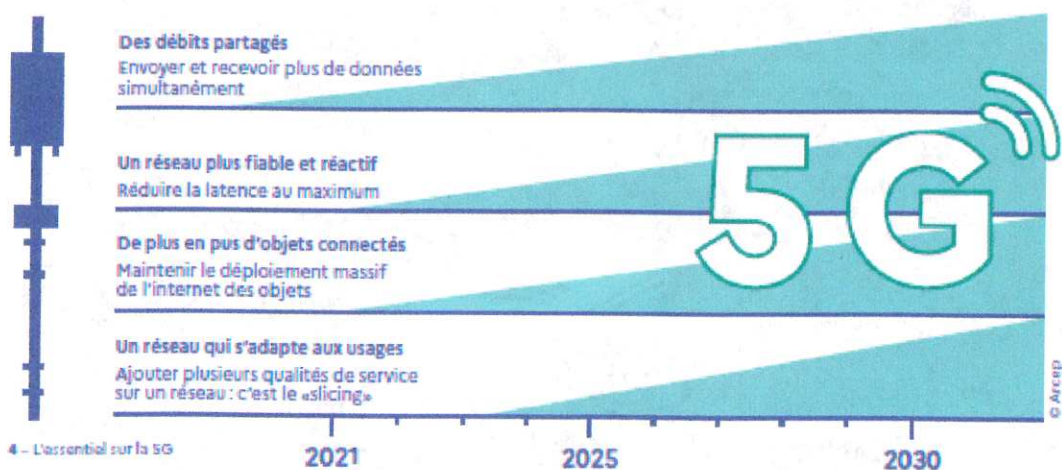 Des débits partagés
Envoyer et recevoir plus de données
simultanément
Un réseau plus fiable et réactif
Réduire la latence au maximum
De plus en pus d'objets connectés
Maintenir le déploiement massif
de l'internet des objets
Un réseau qui s'adapte aux usages
Ajouter plusieurs qualités de service
sur un réseau : c'est le «slicing»
5G
© Arcep
4 – L'essentiel sur la 5G
2021
2025
2030